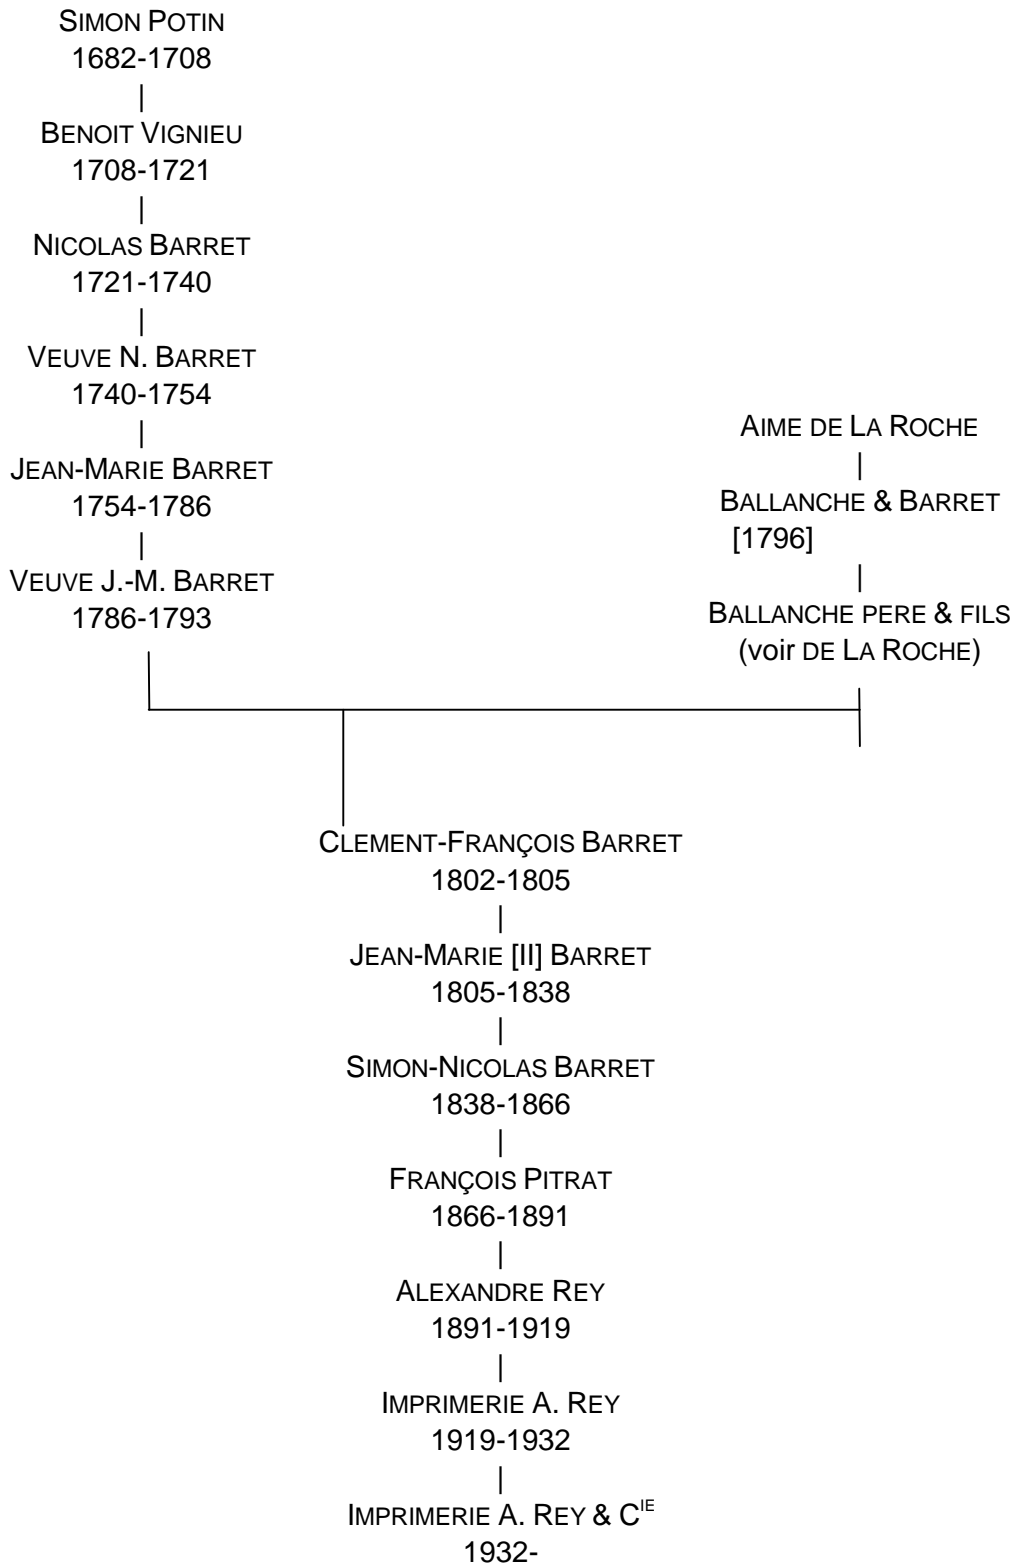 SIMON POTIN
1682-1708
|
BENOIT VIGNIEU
1708-1721
|
NICOLAS BARRET
1721-1740
|
VEUVE N. BARRET
1740-1754
|
JEAN-MARIE BARRET
1754-1786
|
VEUVE J.-M. BARRET
1786-1793
AIME DE LA ROCHE
|
BALLANCHE & BARRET
[1796]
|
BALLANCHE PERE & FILS
(voir DE LA ROCHE)
CLEMENT-FRANÇOIS BARRET
1802-1805
|
JEAN-MARIE [II] BARRET
1805-1838
|
SIMON-NICOLAS BARRET
1838-1866
|
FRANÇOIS PITRAT
1866-1891
|
ALEXANDRE REY
1891-1919
|
IMPRIMERIE A. REY
1919-1932
|
IMPRIMERIE A. REY & CIE
1932-